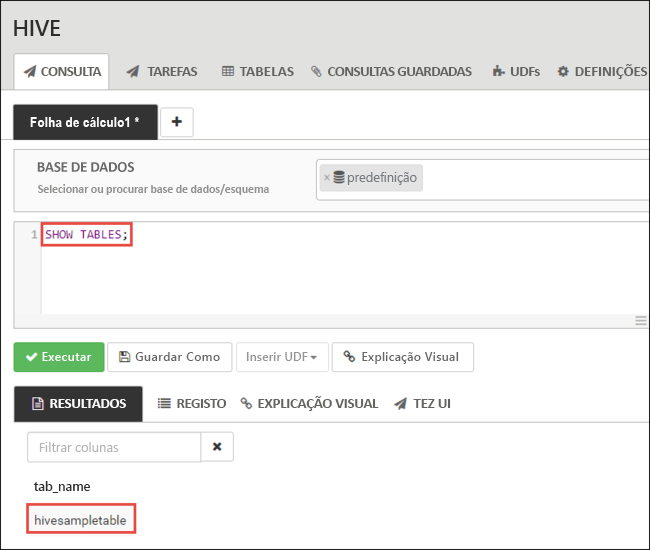 HIVE
CONSULTA TAREFAS TABELAS CONSULTAS GUARDADAS UDFs DEFINIÇÕES
Folha de cálculo1 * +
BASE DE DADOS
Selecionar ou procurar base de dados/esquema
× predefinição
1 SHOW TABLES;
Executar Guardar Como Inserir UDF Explicação Visual
RESULTADOS REGISTO EXPLICAÇÃO VISUAL TEZ UI
Filtrar colunas
tab_name
hivesampletable